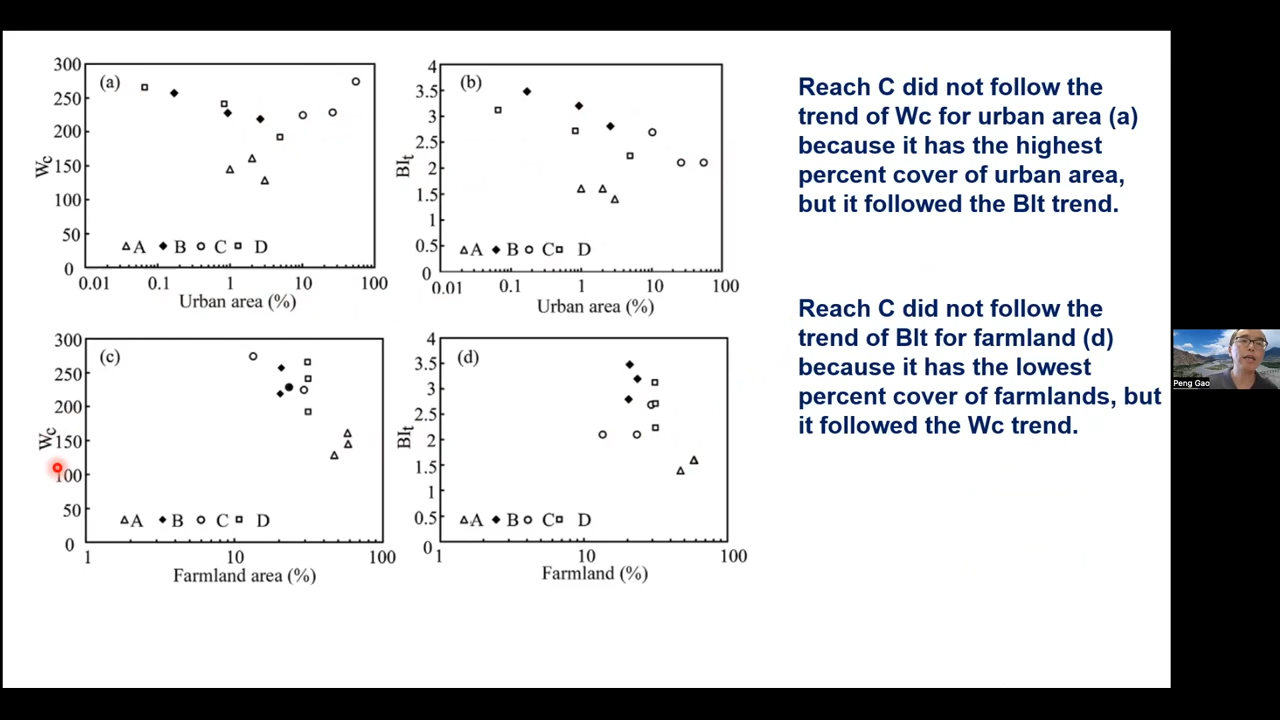 300
250
200
150
100
50
0
Wc
(a)
A B C D
0.01 0.1 1 10 100
Urban area (%)
4
3.5
3
2.5
2
1.5
1
0.5
0
BIt
(b)
A B C D
0.01 0.1 1 10 100
Urban area (%)
300
250
200
150
100
50
0
Wc
(c)
A B C D
1 10 100
Farmland area (%)
4
3.5
3
2.5
2
1.5
1
0.5
0
BIt
(d)
A B C D
1 10 100
Farmland (%)
Reach C did not follow the
trend of Wc for urban area (a)
because it has the highest
percent cover of urban area,
but it followed the Blt trend.
Reach C did not follow the
trend of Blt for farmland (d)
because it has the lowest
percent cover of farmlands, but
it followed the Wc trend.
Peng Gao